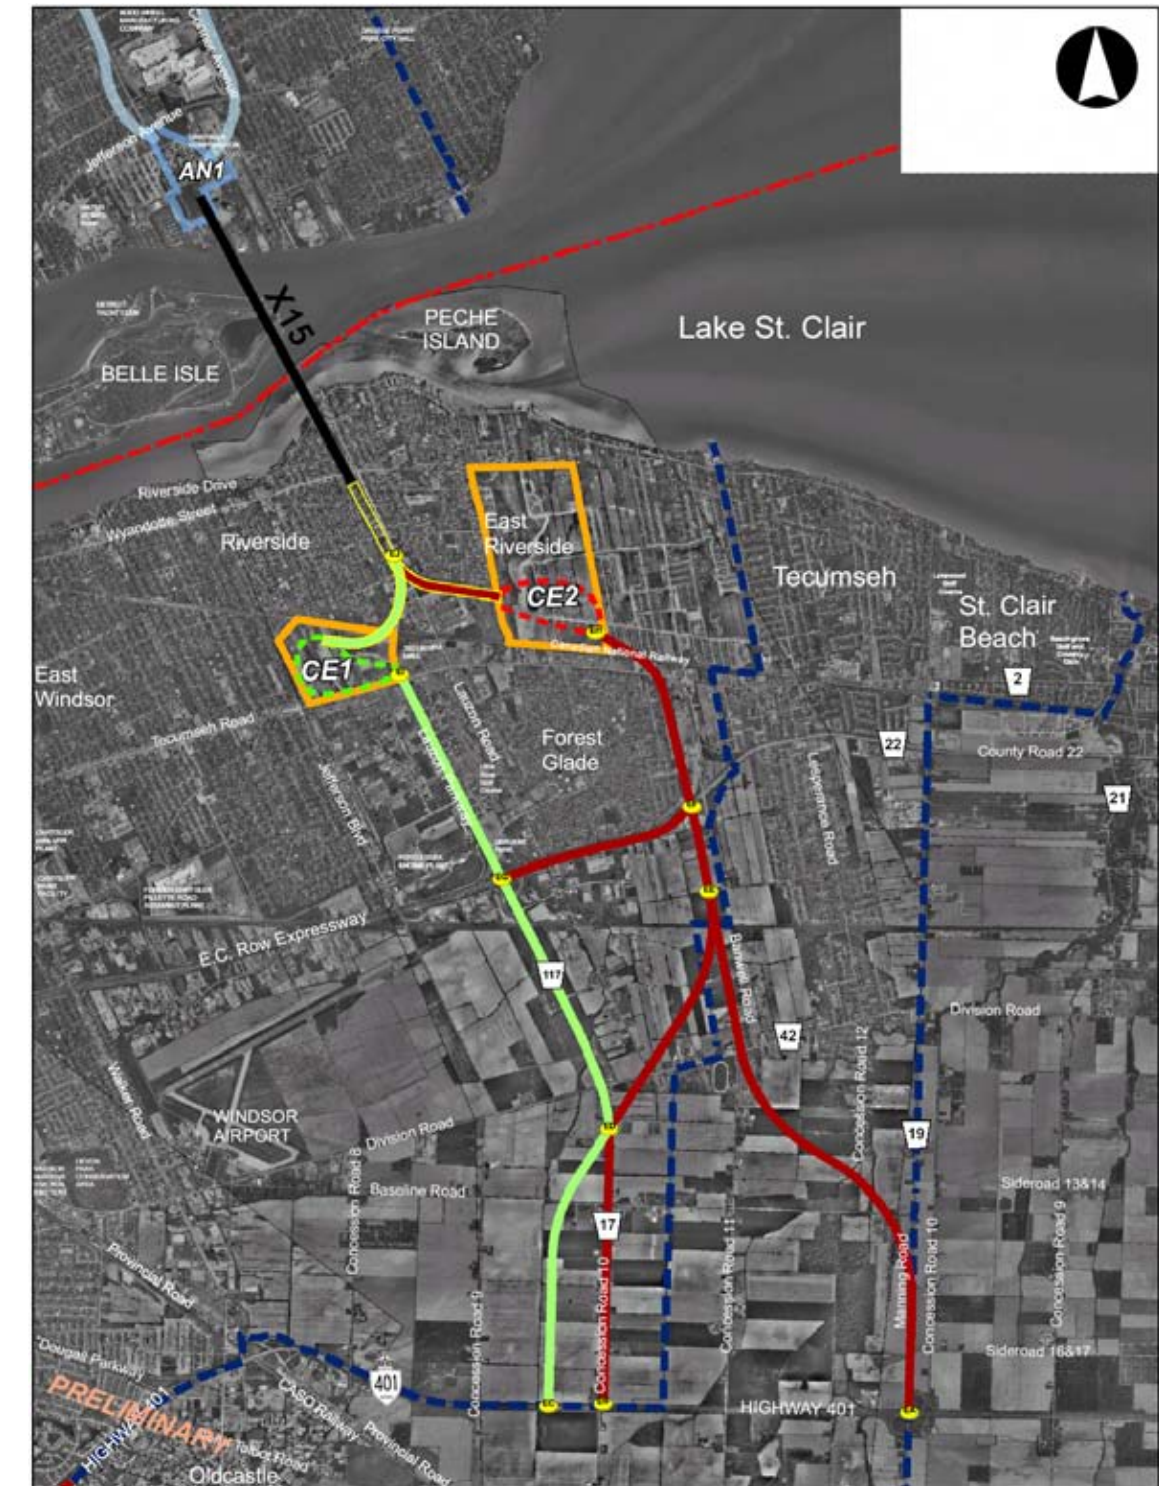 Conner Avenue
Jefferson Avenue
AN1
X15
PECHE
ISLAND
Lake St. Clair
BELLE ISLE
Riverside Drive
Wyandotte Street
Riverside
East
Riverside
CE2
Tecumseh
St. Clair
Beach
CE1
Canadian National Railway
East
Windsor
2
Tecumseh Road
Lauzon Road
Lauzon Parkway
Forest
Glade
22
County Road 22
Jefferson Blvd
Lesperance Road
21
E.C. Row Expressway
117
Banwell Road
Division Road
42
Concession Road 12
Walker Road
WINDSOR
AIRPORT
Division Road
19
Concession Road 8
Baseline Road
Sideroad 13&14
17
Concession Road 11
Concession Road 10
Concession Road 9
Provincial Road
Concession Road 9
Concession Road 10
Manning Road
Sideroad 16&17
Dougall Parkway
401
PRELIMINARY
HIGHWAY 401
CASO Railway
Provincial Road
HIGHWAY 401
Talbot Road
Oldcastle